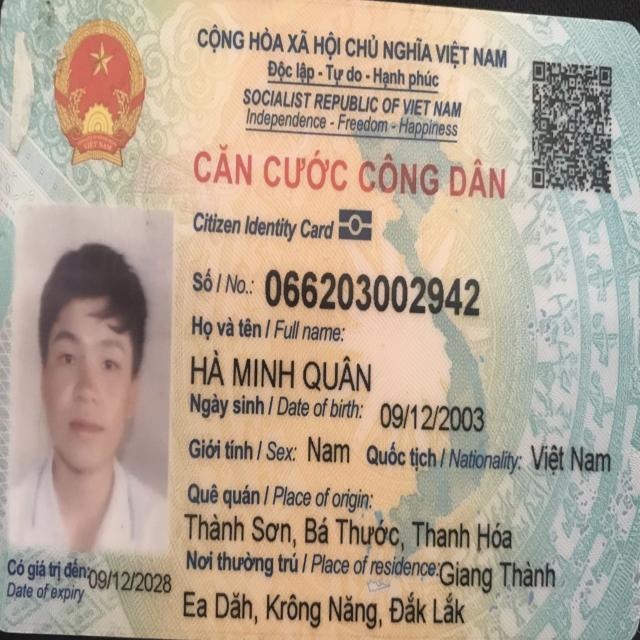 CỘNG HÒA XÃ HỘI CHỦ NGHĨA VIỆT NAM
Độc lập - Tự do - Hạnh phúc
SOCIALIST REPUBLIC OF VIET NAM
Independence - Freedom - Happiness
CĂN CƯỚC CÔNG DÂN
Citizen Identity Card
Số / No.: 066203002942
Họ và tên / Full name:
HÀ MINH QUÂN
Ngày sinh / Date of birth: 09/12/2003
Giới tính / Sex: Nam Quốc tịch / Nationality: Việt Nam
Quê quán / Place of origin:
Thành Sơn, Bá Thước, Thanh Hóa
Nơi thường trú / Place of residence: Giang Thành
Ea Dăh, Krông Năng, Đắk Lắk
Có giá trị đến: 09/12/2028
Date of expiry
VIỆT NAM